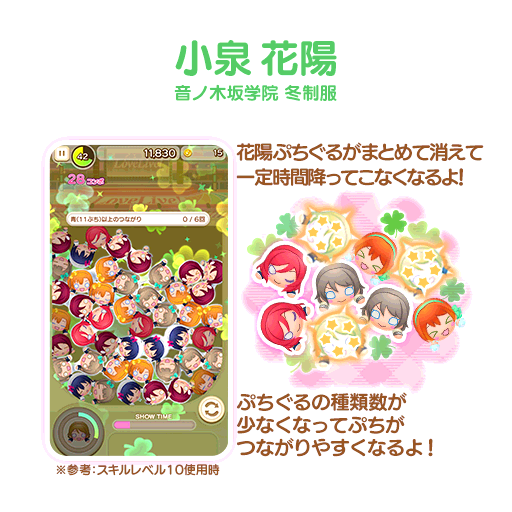 小泉 花陽
音ノ木坂学院 冬制服
花陽ぷちぐるがまとめて消えて
一定時間降ってこなくなるよ!
42
11,830
15
28コンボ
青(11ぷち)以上のつながり 0 / 6回
SHOW TIME
ぷちぐるの種類数が
少なくなってぷちが
つながりやすくなるよ!
※参考:スキルレベル10使用時